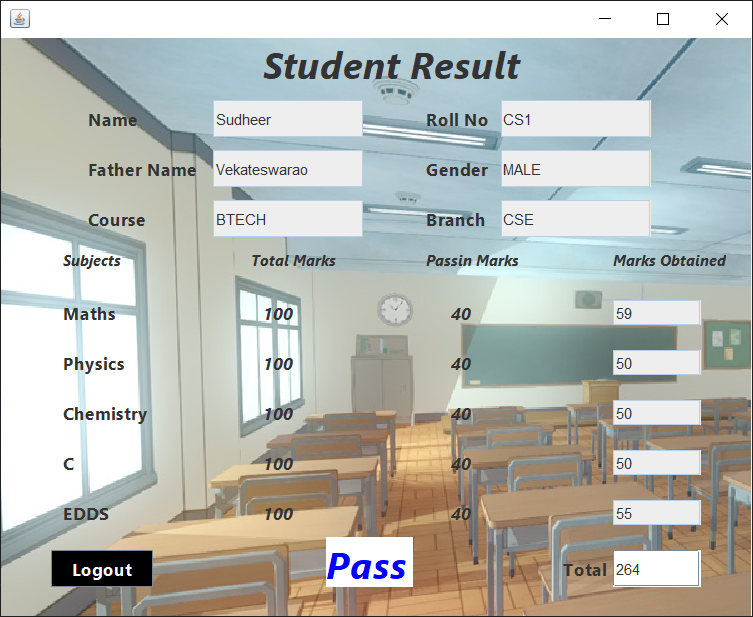 Student Result
Name Sudheer Roll No CS1
Father Name Vekateswarao Gender MALE
Course BTECH Branch CSE
Subjects Total Marks Passin Marks Marks Obtained
Maths 100 40 59
Physics 100 40 50
Chemistry 100 40 50
C 100 40 50
EDDS 100 40 55
Logout Pass Total 264